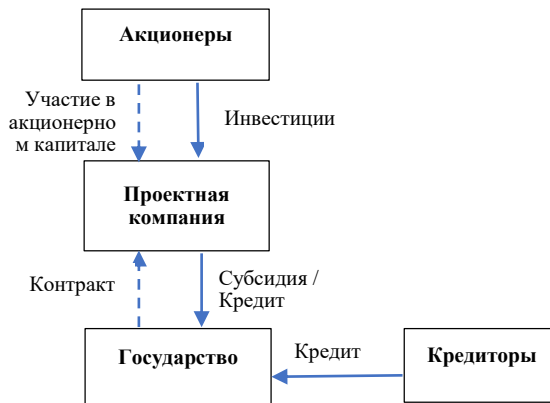 Акционеры
Участие в
акционерно
м капитале
Инвестиции
Проектная
компания
Контракт
Субсидия /
Кредит
Государство
Кредит
Кредиторы